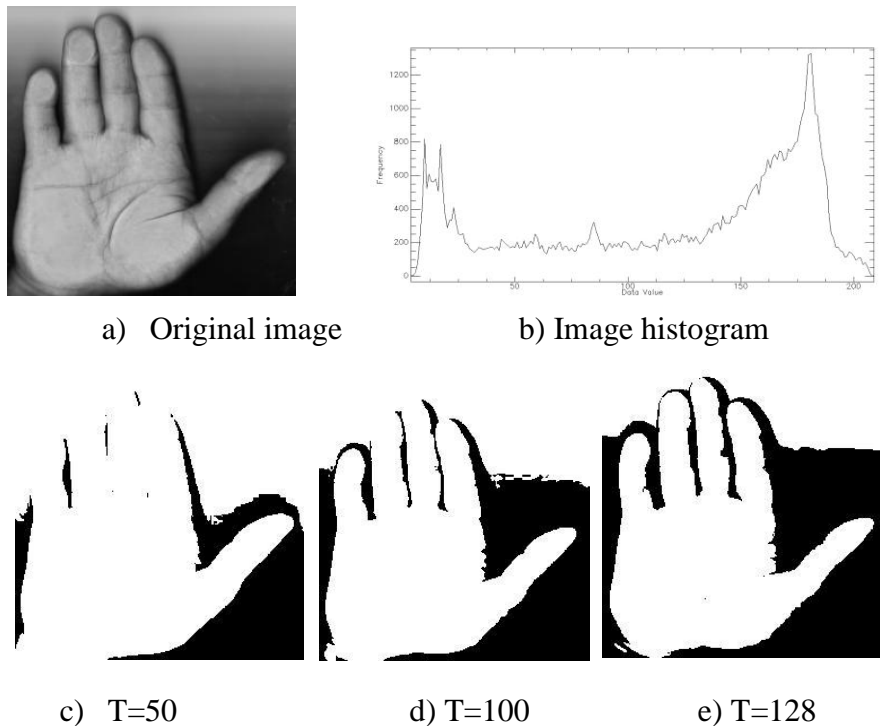 1200
1000
800
600
400
200
0
Frequency
50 100 150 200
Data Value
a) Original image b) Image histogram
c) T=50 d) T=100 e) T=128